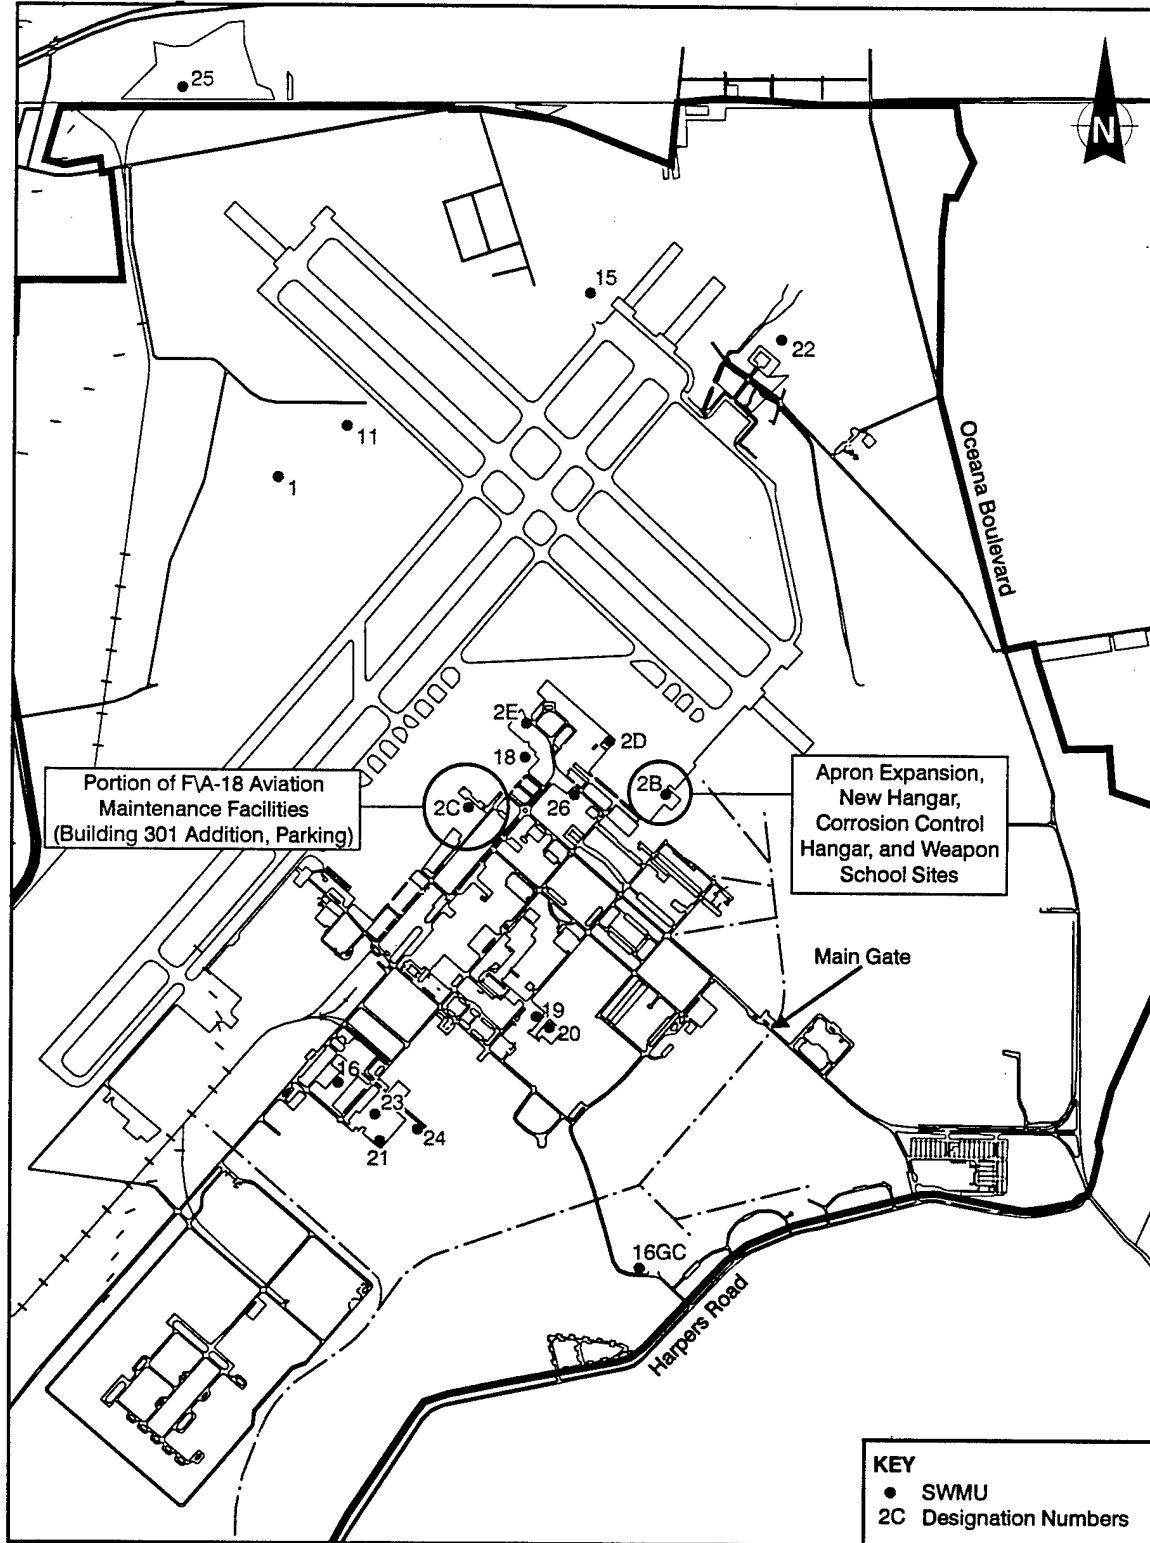 25
N
15
22
11
1
Oceana Boulevard
2E
2D
18
Portion of F\A-18 Aviation
Maintenance Facilities
(Building 301 Addition, Parking)
2C
26
2B
Apron Expansion,
New Hangar,
Corrosion Control
Hangar, and Weapon
School Sites
Main Gate
19
20
16
23
24
21
16GC
Harpers Road
KEY
SWMU
2C Designation Numbers